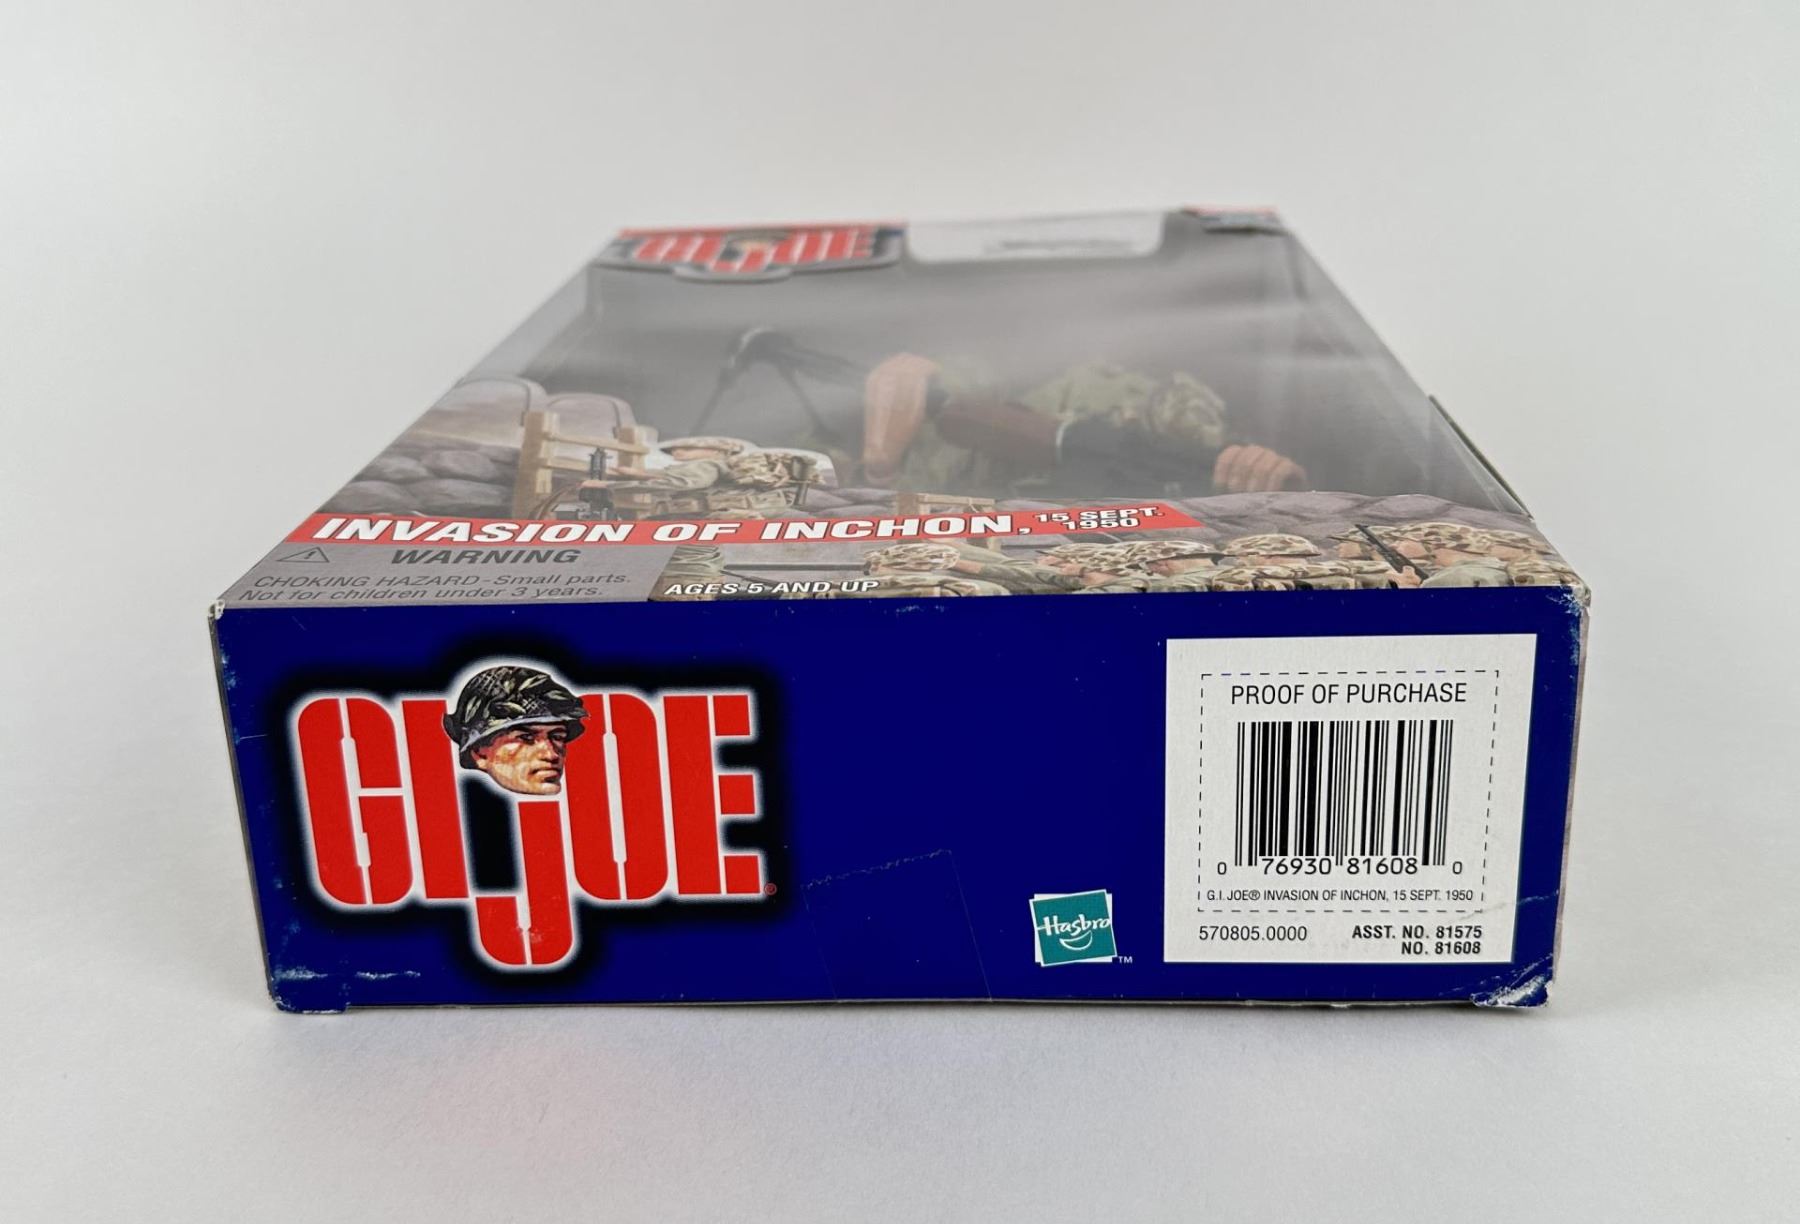 GI JOE
INVASION OF INCHON, 15 SEPT. 1950
WARNING
CHOKING HAZARD-Small parts.
Not for children under 3 years.
AGES 5 AND UP
GI JOE®
Hasbro
TM
PROOF OF PURCHASE
0 76930 81608 0
G.I. JOE® INVASION OF INCHON, 15 SEPT. 1950
570805.0000 ASST. NO. 81575
NO. 81608